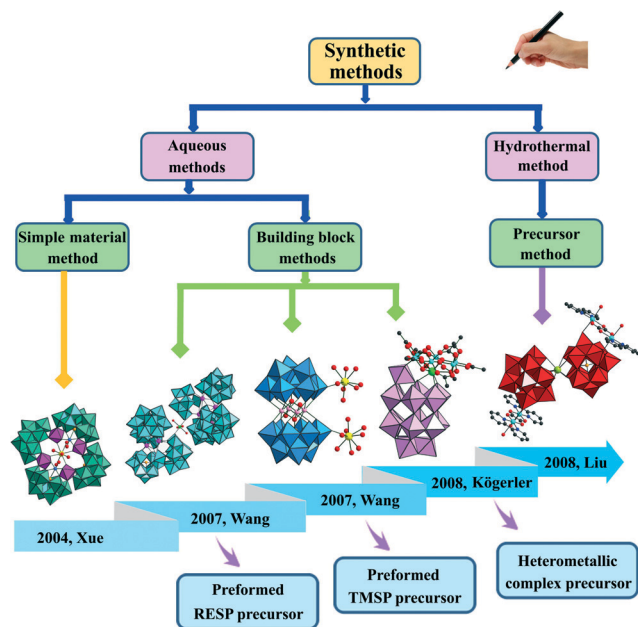 Synthetic
methods
Aqueous
methods
Hydrothermal
method
Simple material
method
Building block
methods
Precursor
method
2004, Xue
2007, Wang
2007, Wang
2008, Kögerler
2008, Liu
Preformed
RESP precursor
Preformed
TMSP precursor
Heterometallic
complex precursor